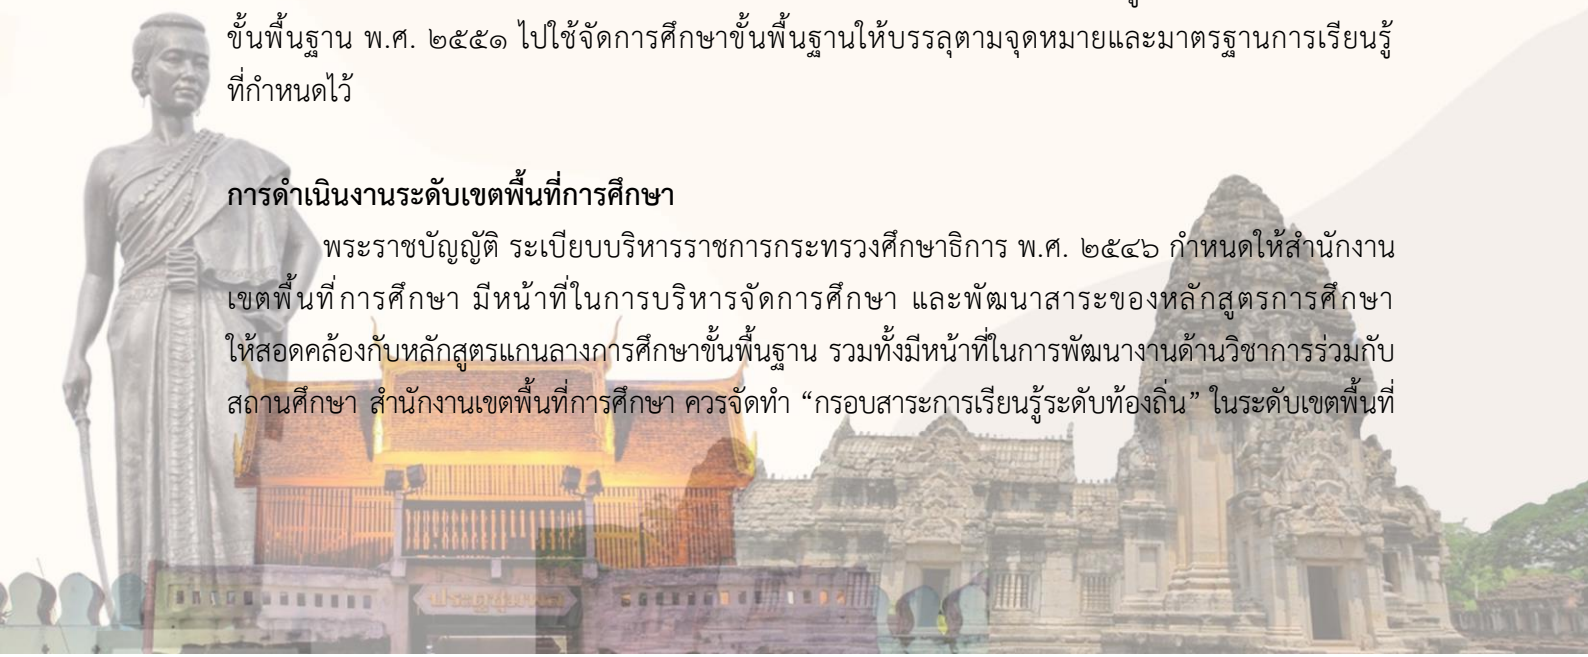 ขั้นพื้นฐาน พ.ศ. ๒๕๕๑ ไปใช้จัดการศึกษาขั้นพื้นฐานให้บรรลุตามจุดหมายและมาตรฐานการเรียนรู้
ที่กำหนดไว้
การดำเนินงานระดับเขตพื้นที่การศึกษา
พระราชบัญญัติ ระเบียบบริหารราชการกระทรวงศึกษาธิการ พ.ศ. ๒๕๔๖ กำหนดให้สำนักงาน
เขตพื้นที่การศึกษา มีหน้าที่ในการบริหารจัดการศึกษา และพัฒนาสาระของหลักสูตรการศึกษา
ให้สอดคล้องกับหลักสูตรแกนลางการศึกษาขั้นพื้นฐาน รวมทั้งมีหน้าที่ในการพัฒนางานด้านวิชาการร่วมกับ
สถานศึกษา สำนักงานเขตพื้นที่การศึกษา ควรจัดทำ “กรอบสาระการเรียนรู้ระดับท้องถิ่น” ในระดับเขตพื้นที่
ประตูชุมพล